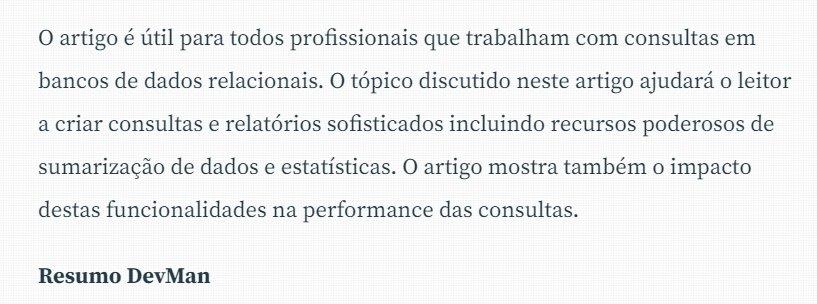 O artigo é útil para todos profissionais que trabalham com consultas em
bancos de dados relacionais. O tópico discutido neste artigo ajudará o leitor
a criar consultas e relatórios sofisticados incluindo recursos poderosos de
sumarização de dados e estatísticas. O artigo mostra também o impacto
destas funcionalidades na performance das consultas.
Resumo DevMan